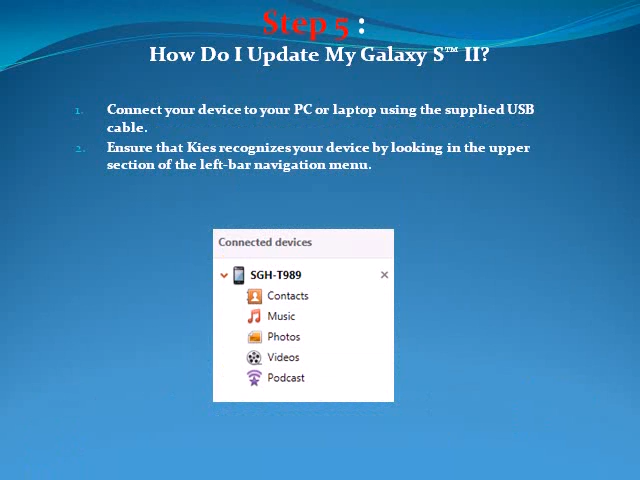 Step 5 :
How Do I Update My Galaxy S™ II?
1. Connect your device to your PC or laptop using the supplied USB
cable.
2. Ensure that Kies recognizes your device by looking in the upper
section of the left-bar navigation menu.
Connected devices
SGH-T989
Contacts
Music
Photos
Videos
Podcast